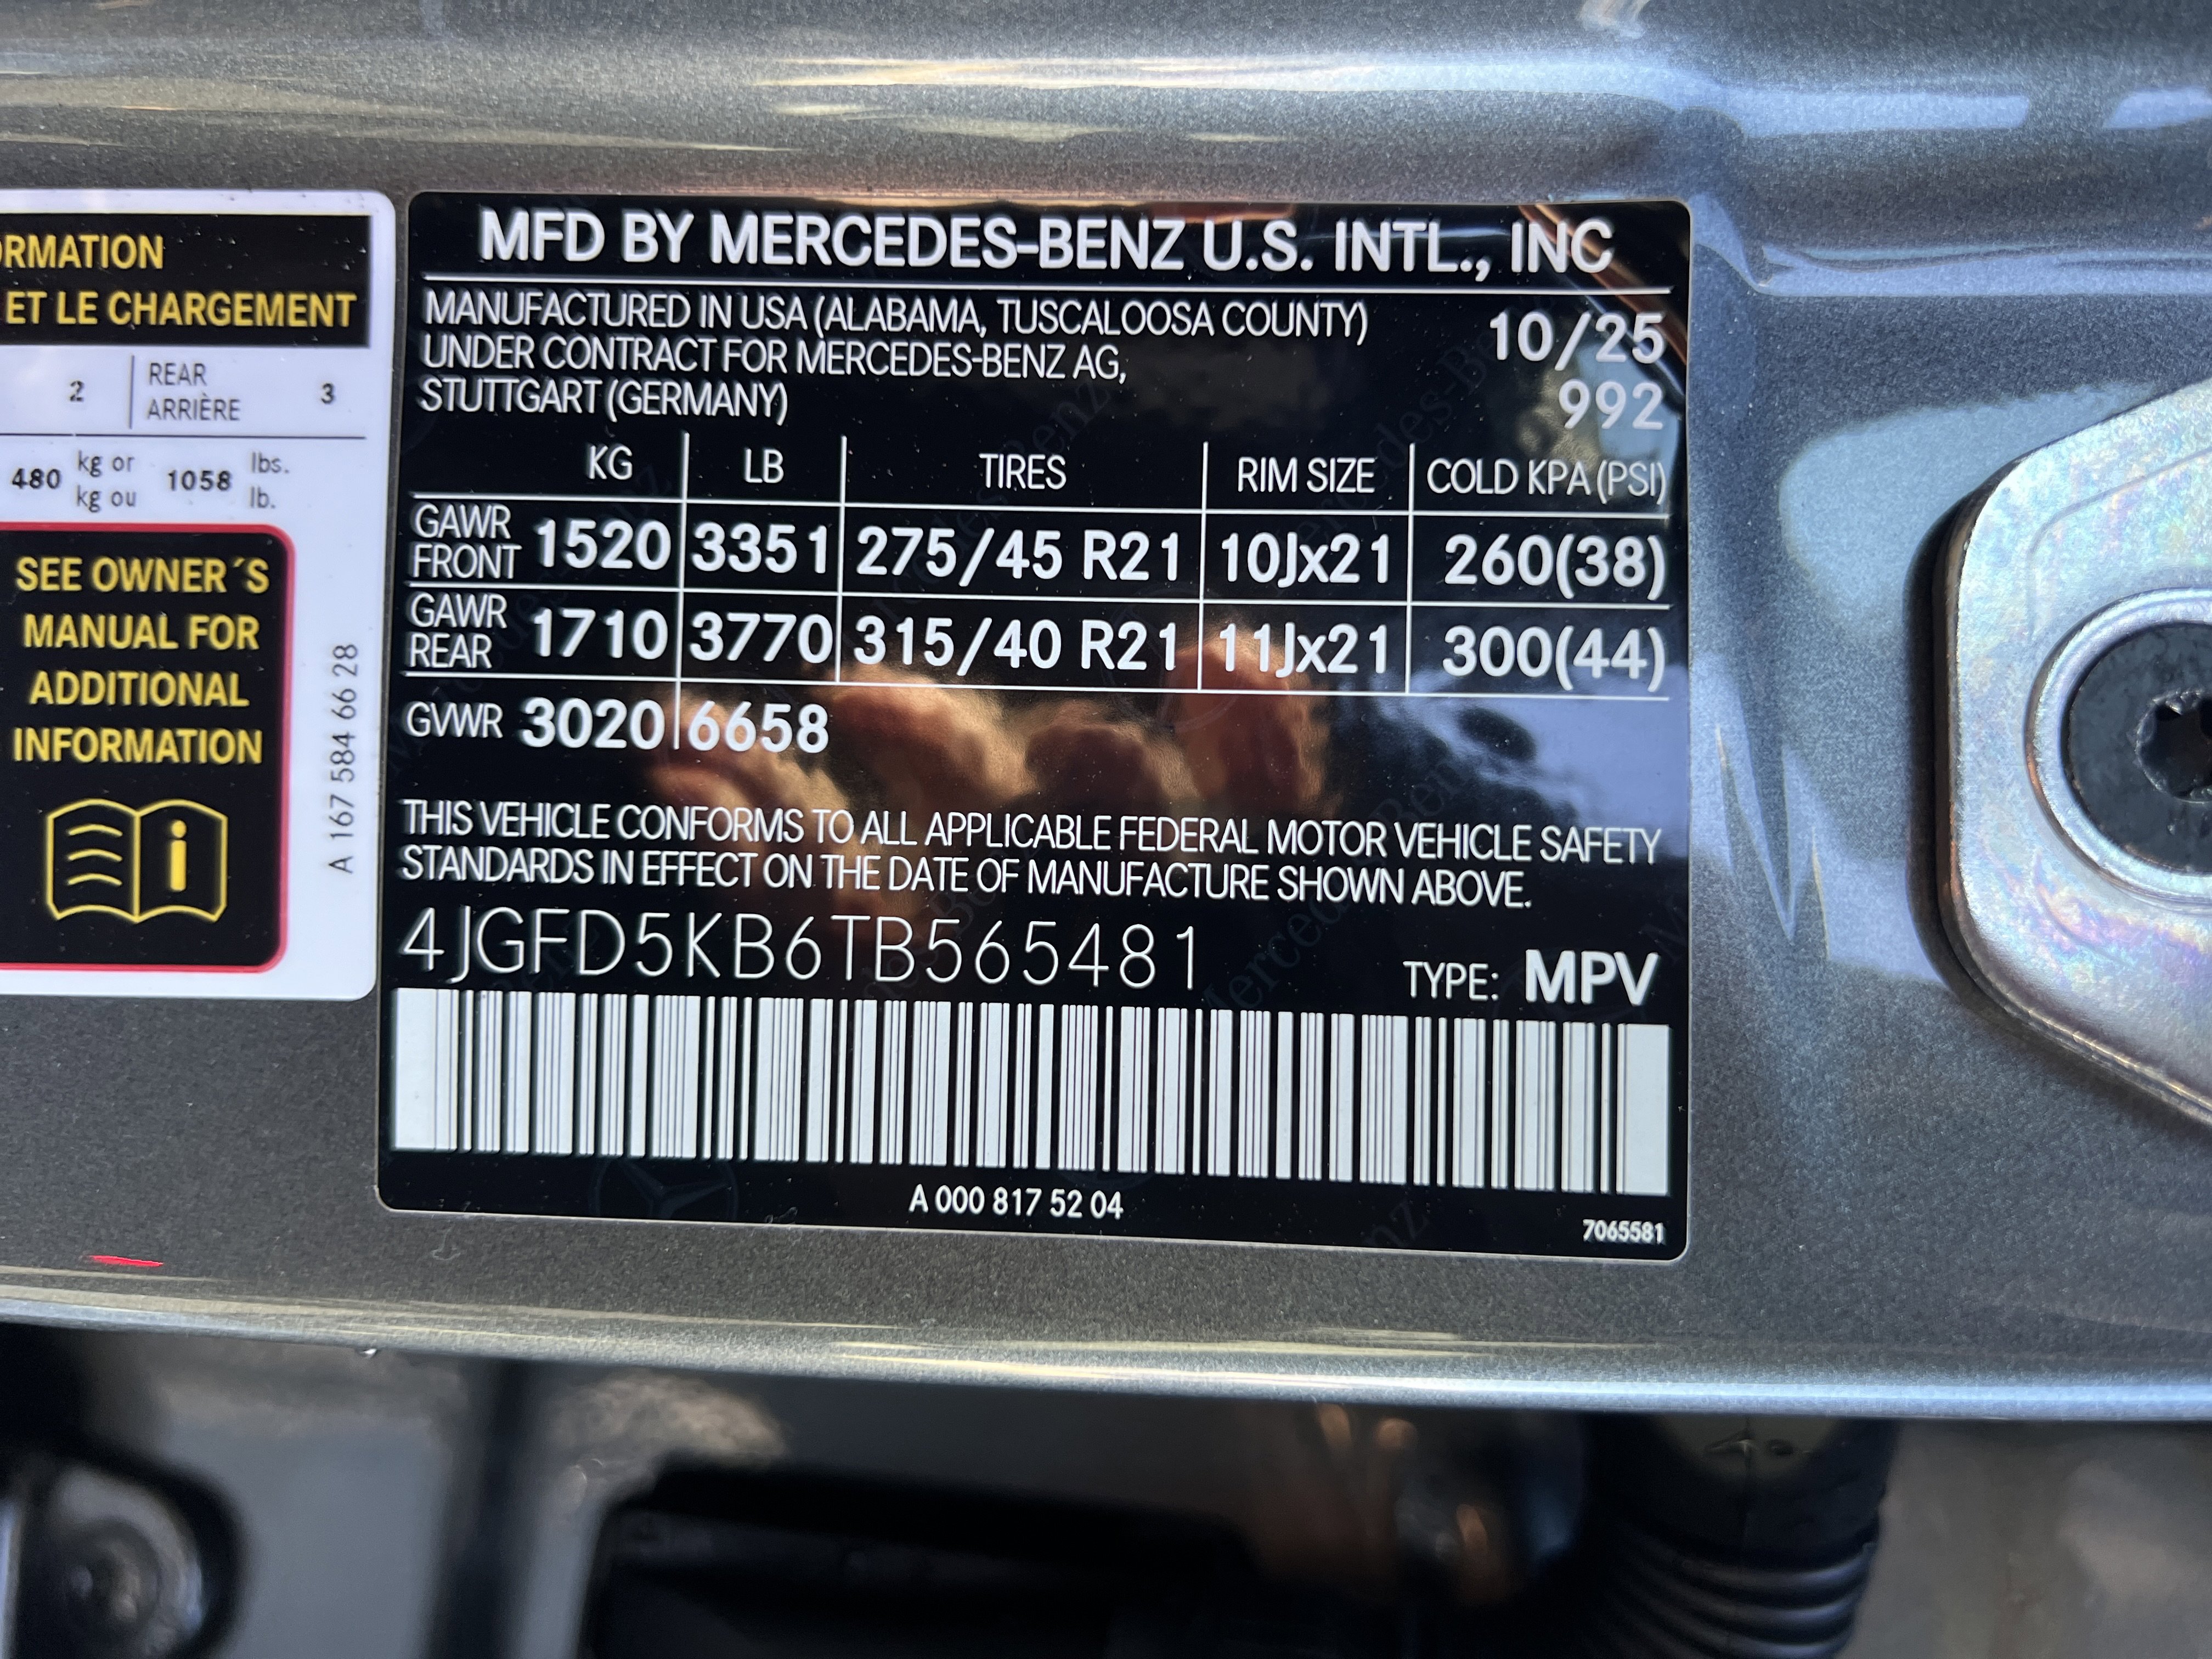 ORMATION
ET LE CHARGEMENT
2 REAR ARRIÈRE 3
480 kg or kg ou 1058 lbs. lb.
SEE OWNER´S
MANUAL FOR
ADDITIONAL
INFORMATION
A 167 584 66 28
MFD BY MERCEDES-BENZ U.S. INTL., INC
MANUFACTURED IN USA (ALABAMA, TUSCALOOSA COUNTY) 10/25
UNDER CONTRACT FOR MERCEDES-BENZ AG,
STUTTGART (GERMANY) 992
KG LB TIRES RIM SIZE COLD KPA (PSI)
GAWR FRONT 1520 3351 275/45 R21 10Jx21 260(38)
GAWR REAR 1710 3770 315/40 R21 11Jx21 300(44)
GVWR 3020 6658
THIS VEHICLE CONFORMS TO ALL APPLICABLE FEDERAL MOTOR VEHICLE SAFETY
STANDARDS IN EFFECT ON THE DATE OF MANUFACTURE SHOWN ABOVE.
4JGFD5KB6TB565481 TYPE: MPV
A 000 817 52 04
7065581